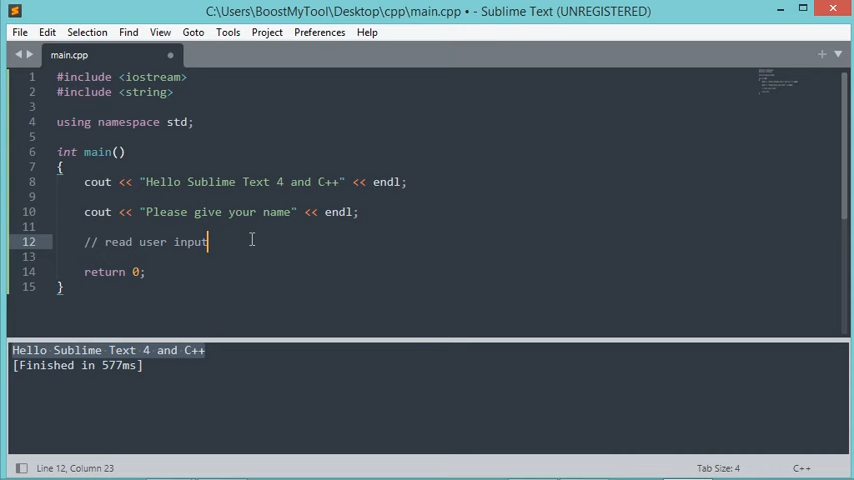 C:\Users\BoostMyTool\Desktop\cpp\main.cpp • - Sublime Text (UNREGISTERED)
File Edit Selection Find View Goto Tools Project Preferences Help
main.cpp
1 #include <iostream>
2 #include <string>
3
4 using namespace std;
5
6 int main()
7 {
8 cout << "Hello Sublime Text 4 and C++" << endl;
9
10 cout << "Please give your name" << endl;
11
12 // read user input
13
14 return 0;
15 }
Hello Sublime Text 4 and C++
[Finished in 577ms]
Line 12, Column 23 Tab Size: 4 C++